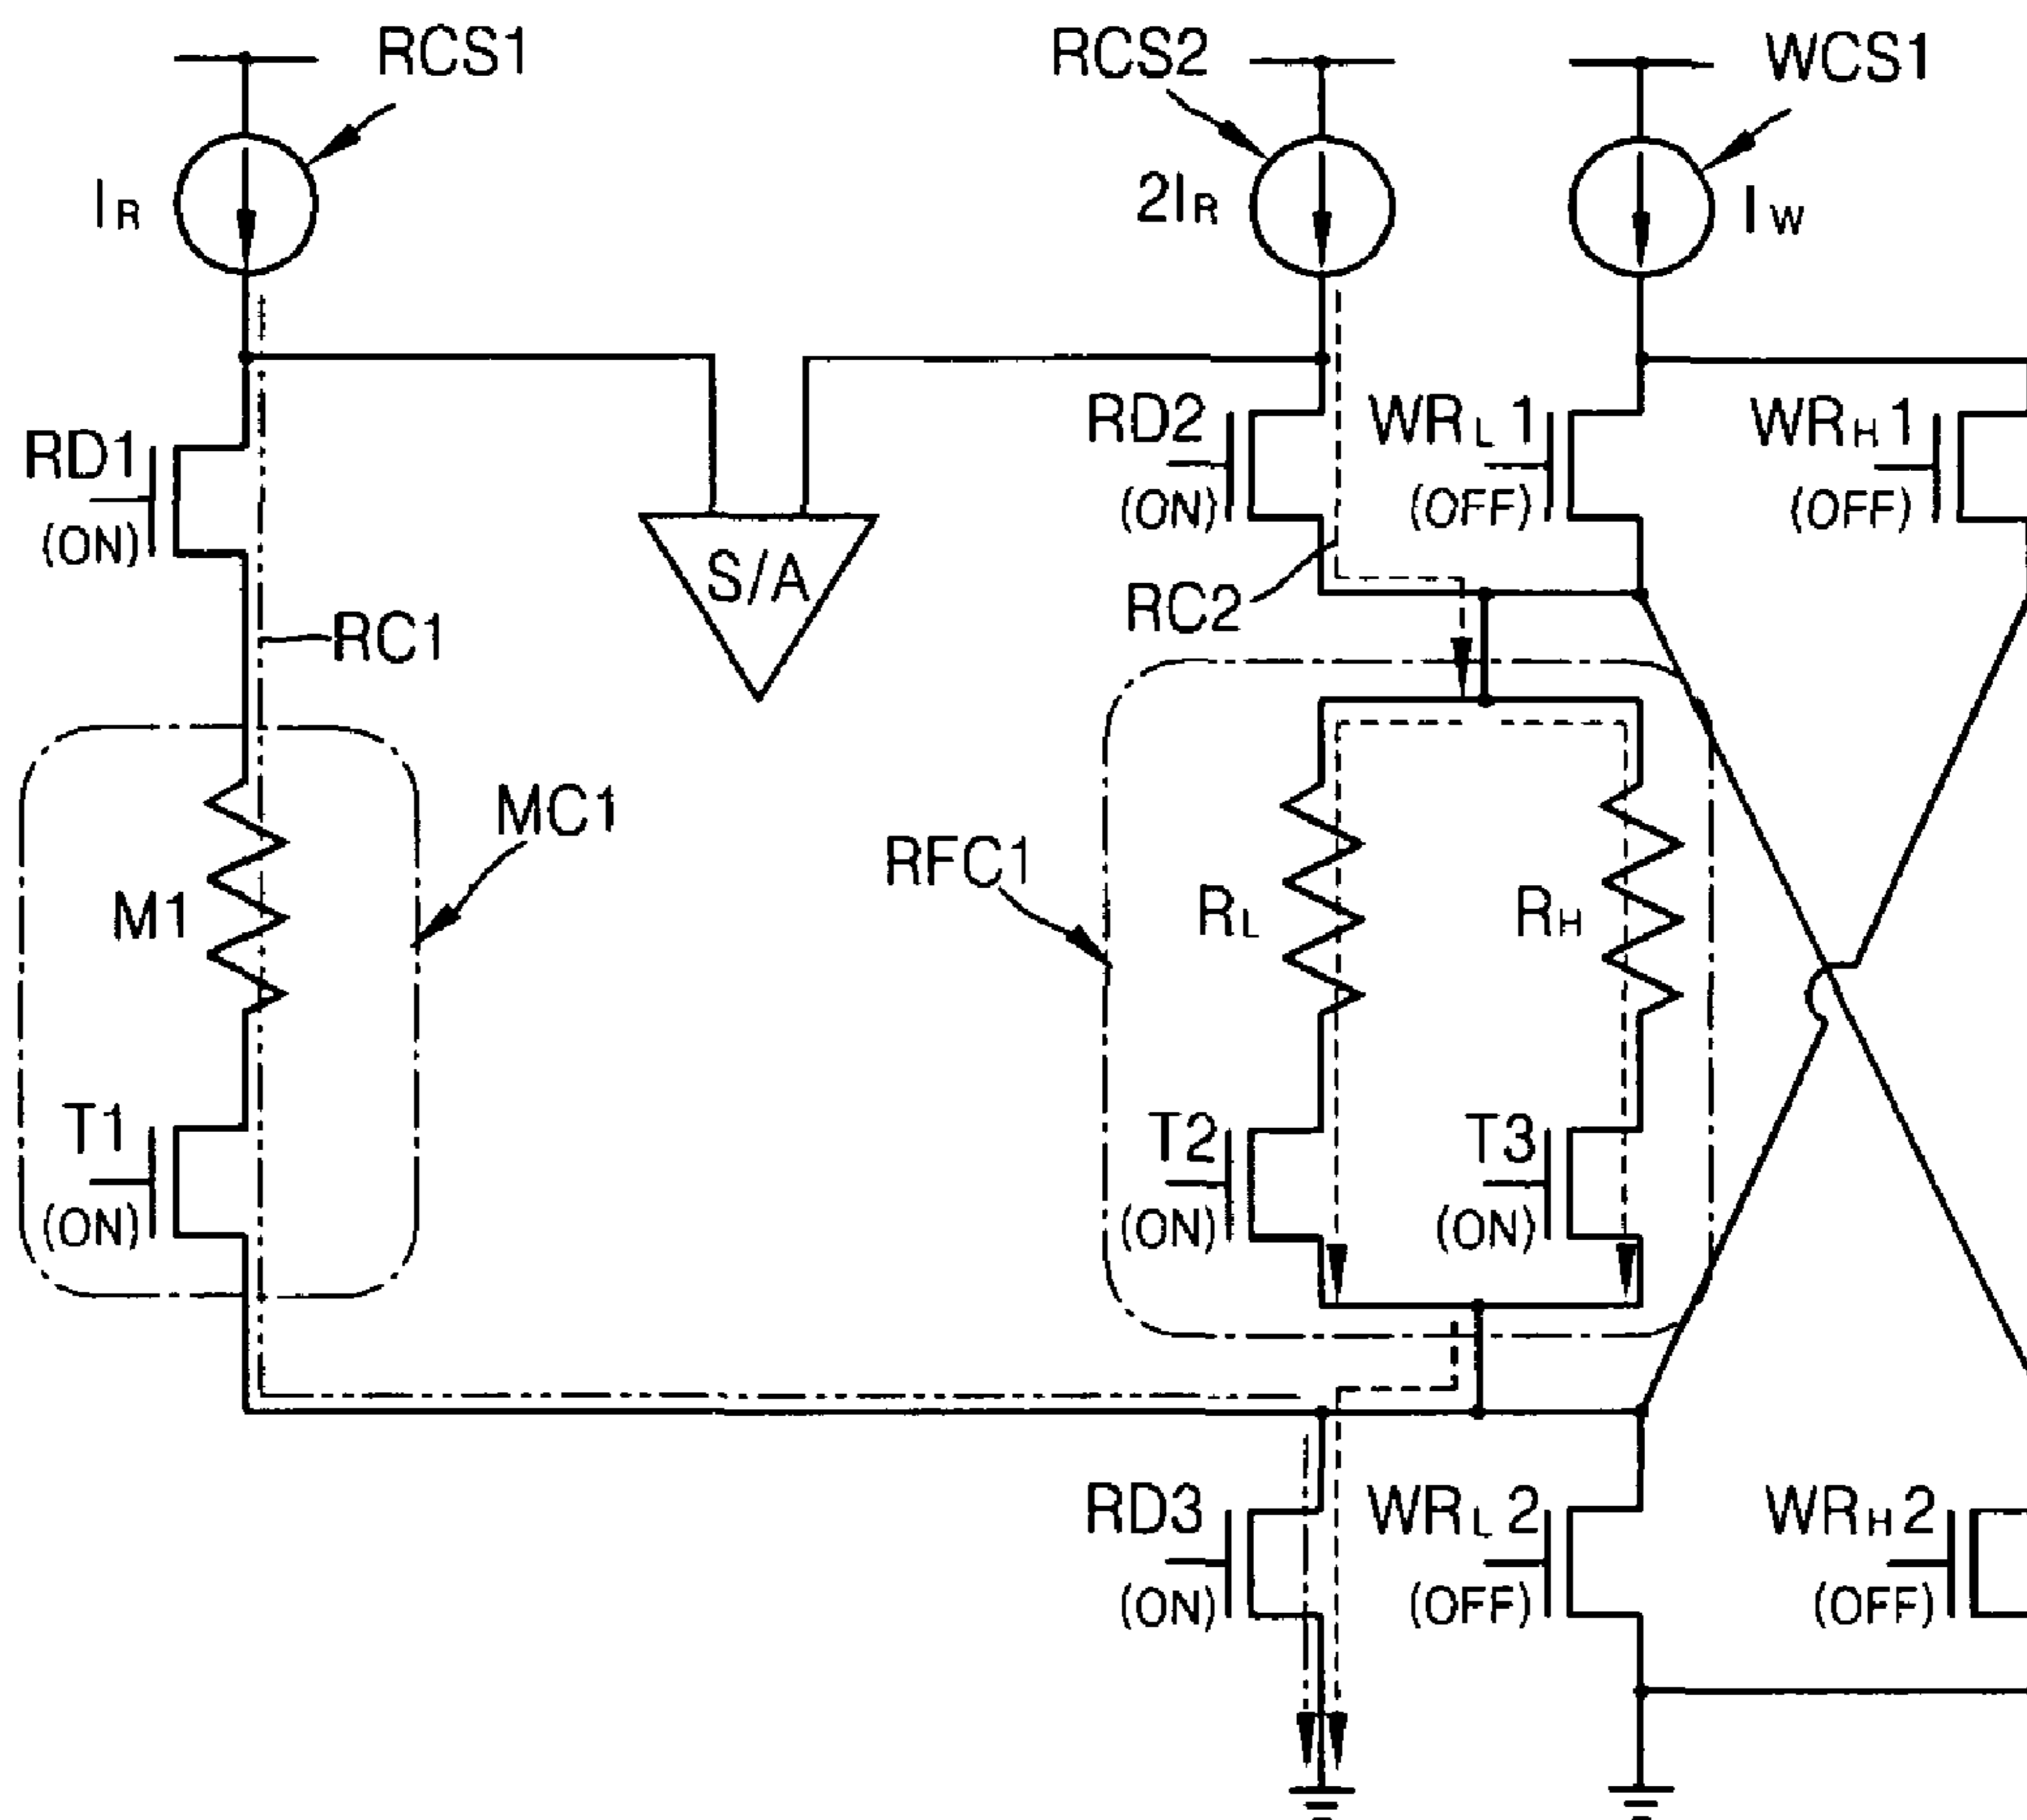 RCS1
RCS2
WCS1
IR
2IR
IW
RD1
(ON)
RD2
(ON)
WRL1
(OFF)
WRH1
(OFF)
S/A
RC1
RC2
MC1
M1
RFC1
RL
RH
T1
(ON)
T2
(ON)
T3
(ON)
RD3
(ON)
WRL2
(OFF)
WRH2
(OFF)